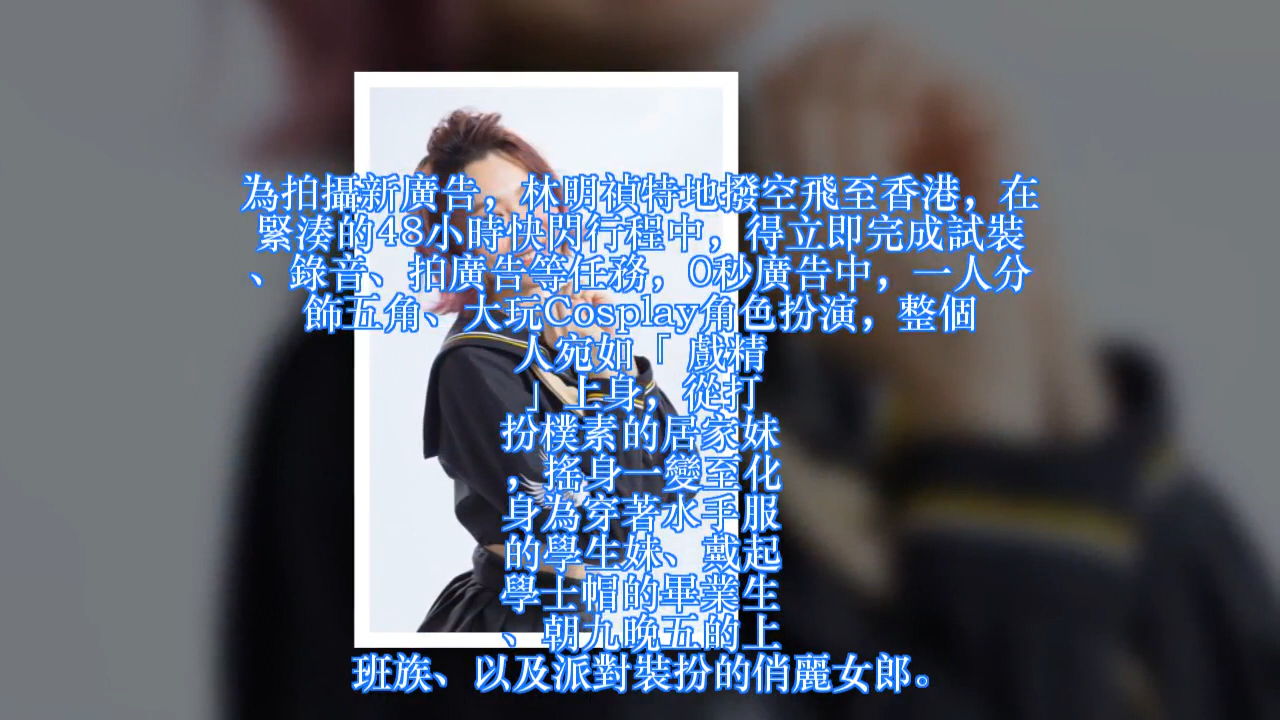 為拍攝新廣告，林明禎特地撥空飛至香港，在
緊湊的48小時快閃行程中，得立即完成試裝
、錄音、拍廣告等任務，0秒廣告中，一人分
飾五角、大玩Cosplay角色扮演，整個
人宛如「 戲精
」上身，從打
扮樸素的居家妹
，搖身一變至化
身為穿著水手服
的學生妹、戴起
學士帽的畢業生
、朝九晚五的上
班族、以及派對裝扮的俏麗女郎。